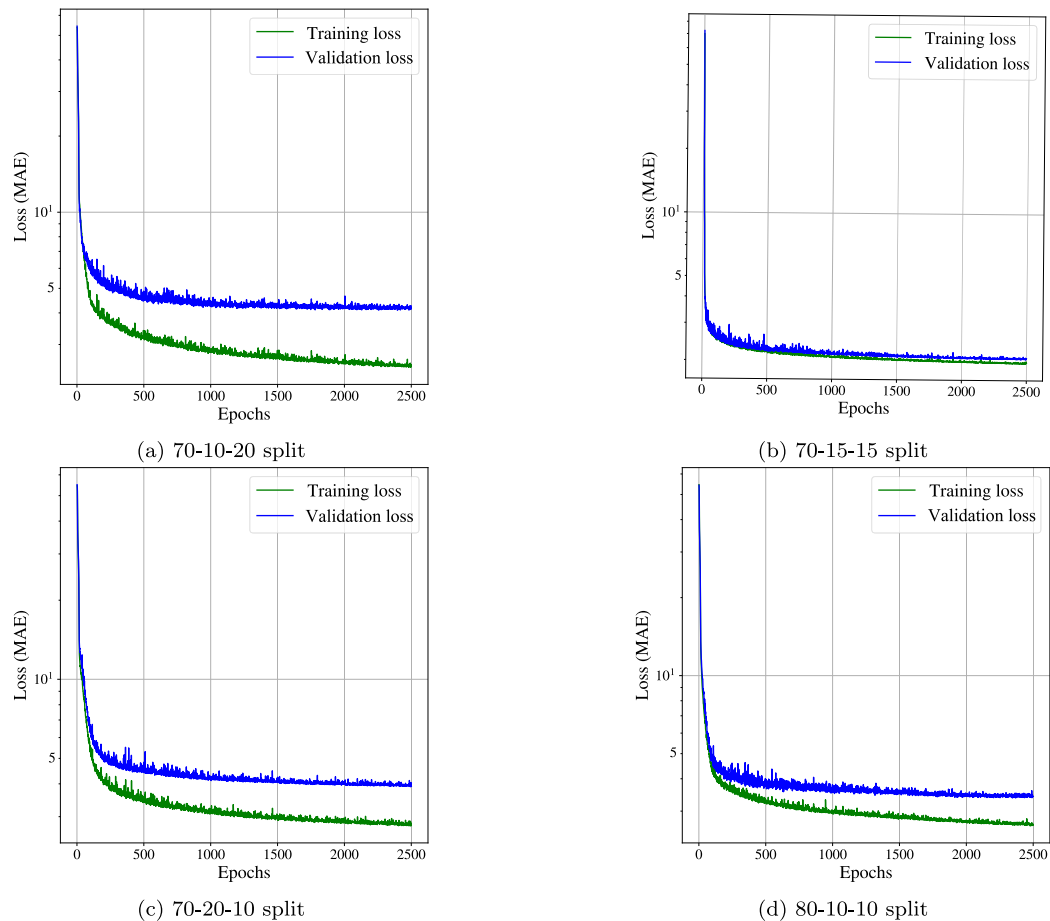 Training loss
Validation loss
Loss (MAE)
10¹
5
0 500 1000 1500 2000 2500
Epochs
(a) 70-10-20 split
Training loss
Validation loss
Loss (MAE)
10¹
5
0 500 1000 1500 2000 2500
Epochs
(b) 70-15-15 split
Training loss
Validation loss
Loss (MAE)
10¹
5
0 500 1000 1500 2000 2500
Epochs
(c) 70-20-10 split
Training loss
Validation loss
Loss (MAE)
10¹
5
0 500 1000 1500 2000 2500
Epochs
(d) 80-10-10 split